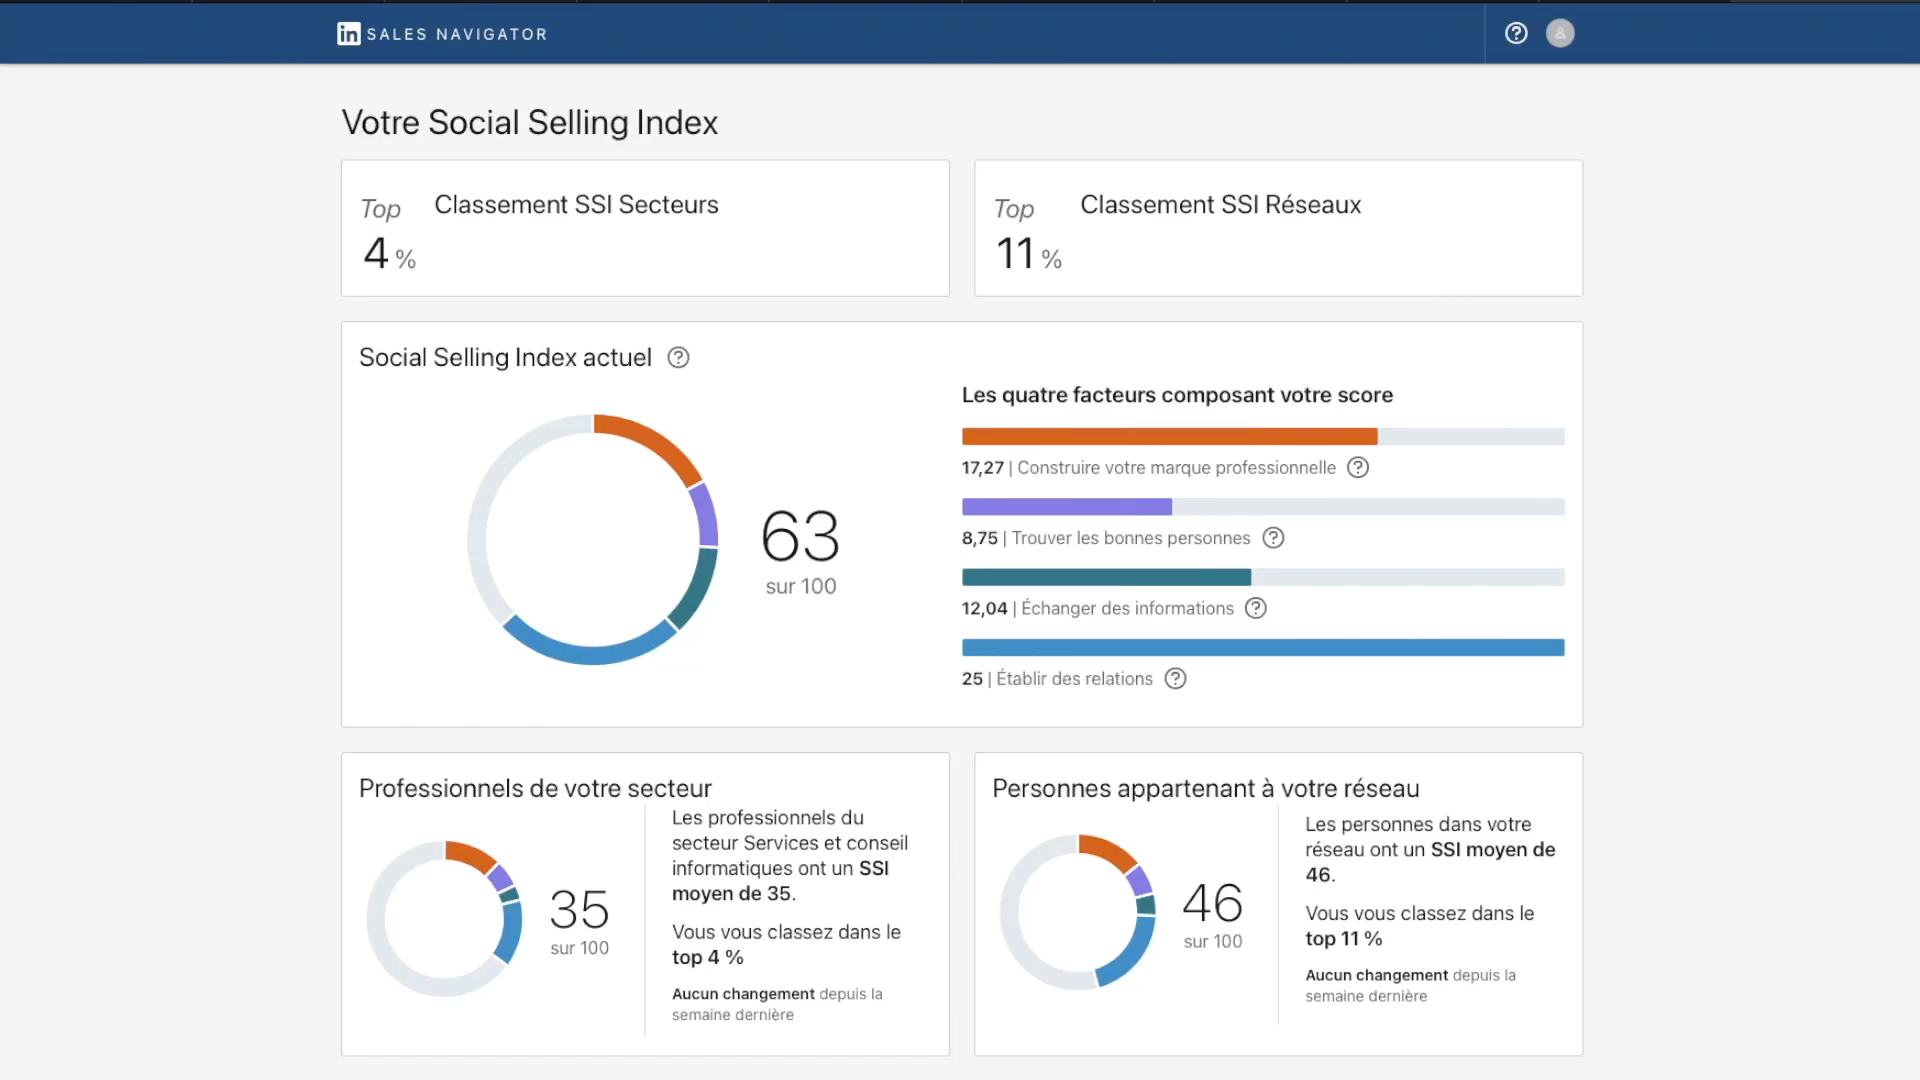 in SALES NAVIGATOR
Votre Social Selling Index
Top
4 %
Classement SSI Secteurs
Top
11 %
Classement SSI Réseaux
Social Selling Index actuel ?
63
sur 100
Les quatre facteurs composant votre score
17,27 | Construire votre marque professionnelle ?
8,75 | Trouver les bonnes personnes ?
12,04 | Échanger des informations ?
25 | Établir des relations ?
Professionnels de votre secteur
35
sur 100
Les professionnels du
secteur Services et conseil
informatiques ont un SSI
moyen de 35.
Vous vous classez dans le
top 4 %
Aucun changement depuis la
semaine dernière
Personnes appartenant à votre réseau
46
sur 100
Les personnes dans votre
réseau ont un SSI moyen de
46.
Vous vous classez dans le
top 11 %
Aucun changement depuis la
semaine dernière